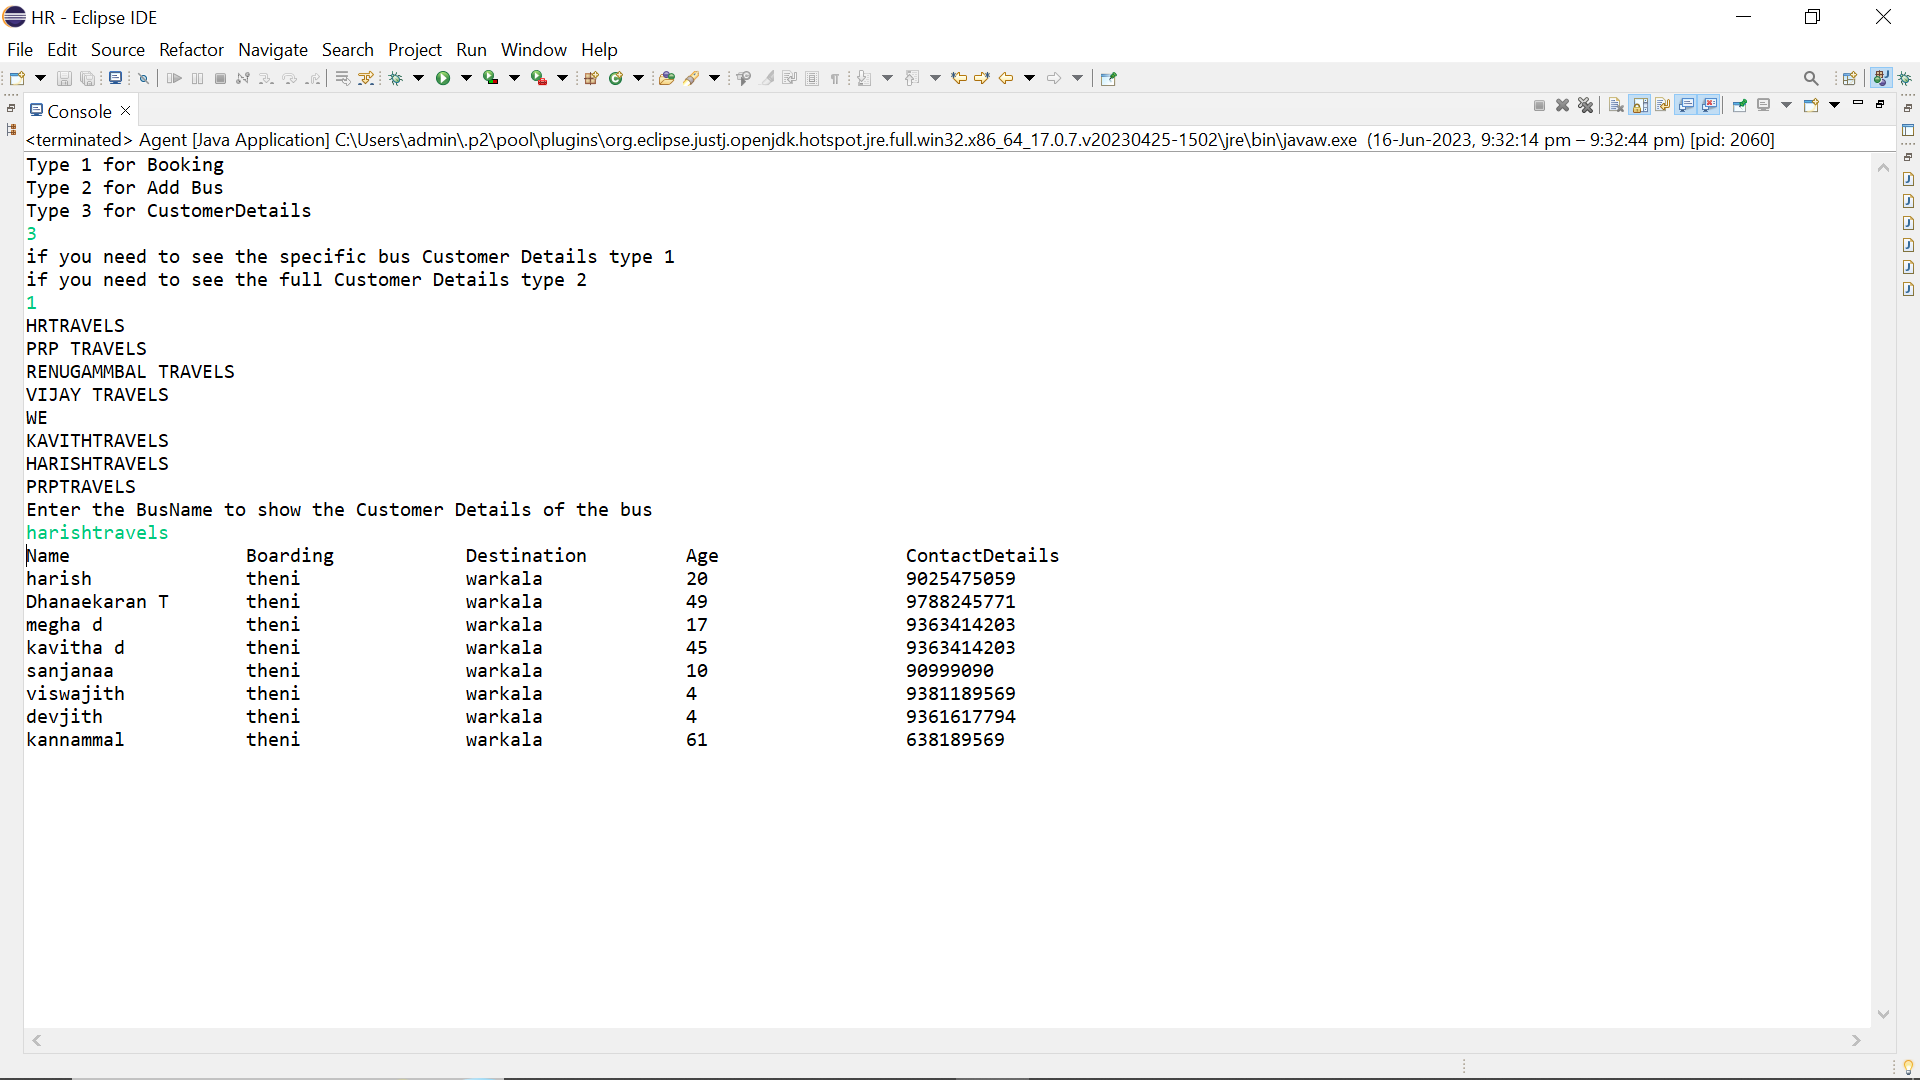 HR - Eclipse IDE
File Edit Source Refactor Navigate Search Project Run Window Help
Console
<terminated> Agent [Java Application] C:\Users\admin\.p2\pool\plugins\org.eclipse.justj.openjdk.hotspot.jre.full.win32.x86_64_17.0.7.v20230425-1502\jre\bin\javaw.exe (16-Jun-2023, 9:32:14 pm – 9:32:44 pm) [pid: 2060]
Type 1 for Booking
Type 2 for Add Bus
Type 3 for CustomerDetails
3
if you need to see the specific bus Customer Details type 1
if you need to see the full Customer Details type 2
1
HRTRAVELS
PRP TRAVELS
RENUGAMMBAL TRAVELS
VIJAY TRAVELS
WE
KAVITHTRAVELS
HARISHTRAVELS
PRPTRAVELS
Enter the BusName to show the Customer Details of the bus
harishtravels
Name Boarding Destination Age ContactDetails
harish theni warkala 20 9025475059
Dhanaekaran T theni warkala 49 9788245771
megha d theni warkala 17 9363414203
kavitha d theni warkala 45 9363414203
sanjanaa theni warkala 10 90999090
viswajith theni warkala 4 9381189569
devjith theni warkala 4 9361617794
kannammal theni warkala 61 638189569